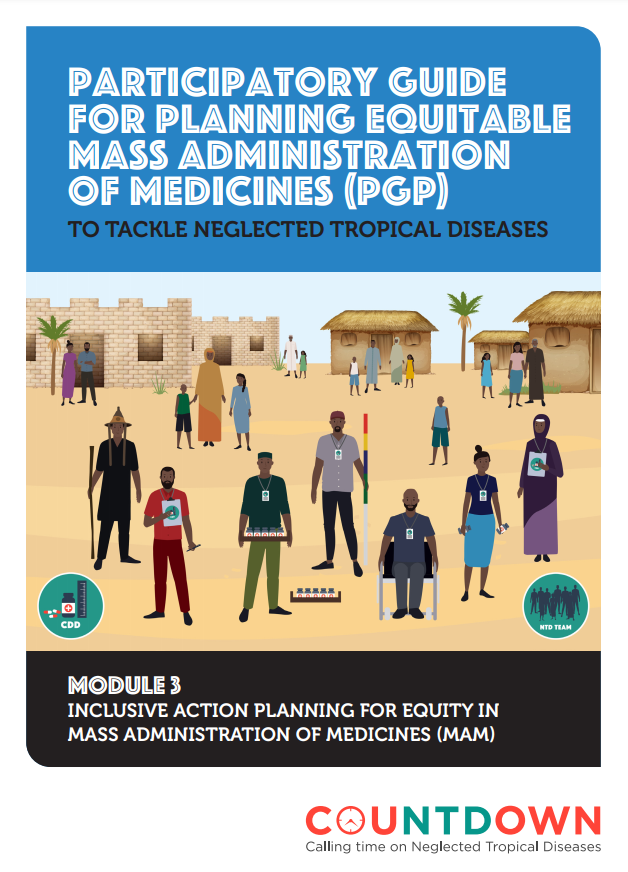 PARTICIPATORY GUIDE
FOR PLANNING EQUITABLE
MASS ADMINISTRATION
OF MEDICINES (PGP)
TO TACKLE NEGLECTED TROPICAL DISEASES
CDD
NTD TEAM
MODULE 3
INCLUSIVE ACTION PLANNING FOR EQUITY IN
MASS ADMINISTRATION OF MEDICINES (MAM)
COUNTDOWN
Calling time on Neglected Tropical Diseases